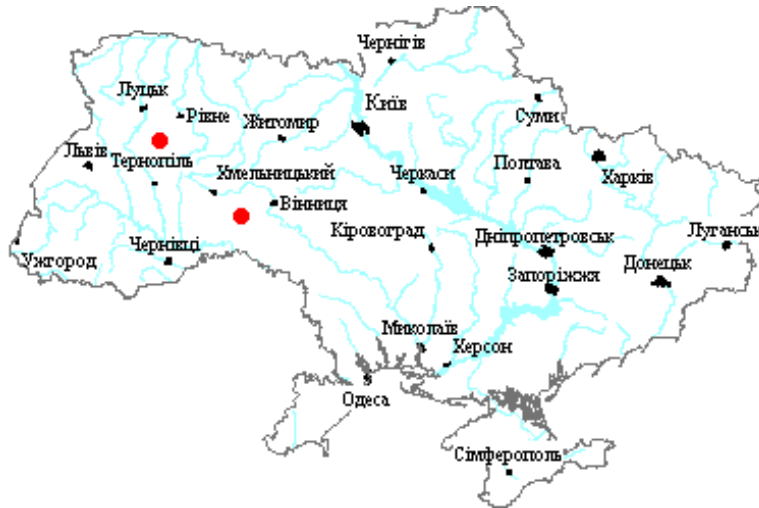 Чернігів
Луцьк
Київ
Рівне
Суми
Житомир
Львів
Тернопіль
Хмельницький
Полтава
Харків
Черкаси
Вінниця
Кіровоград
Дніпропетровськ
Луганськ
Чернівці
Ужгород
Донецьк
Запоріжжя
Миколаїв
Херсон
Одеса
Сімферополь